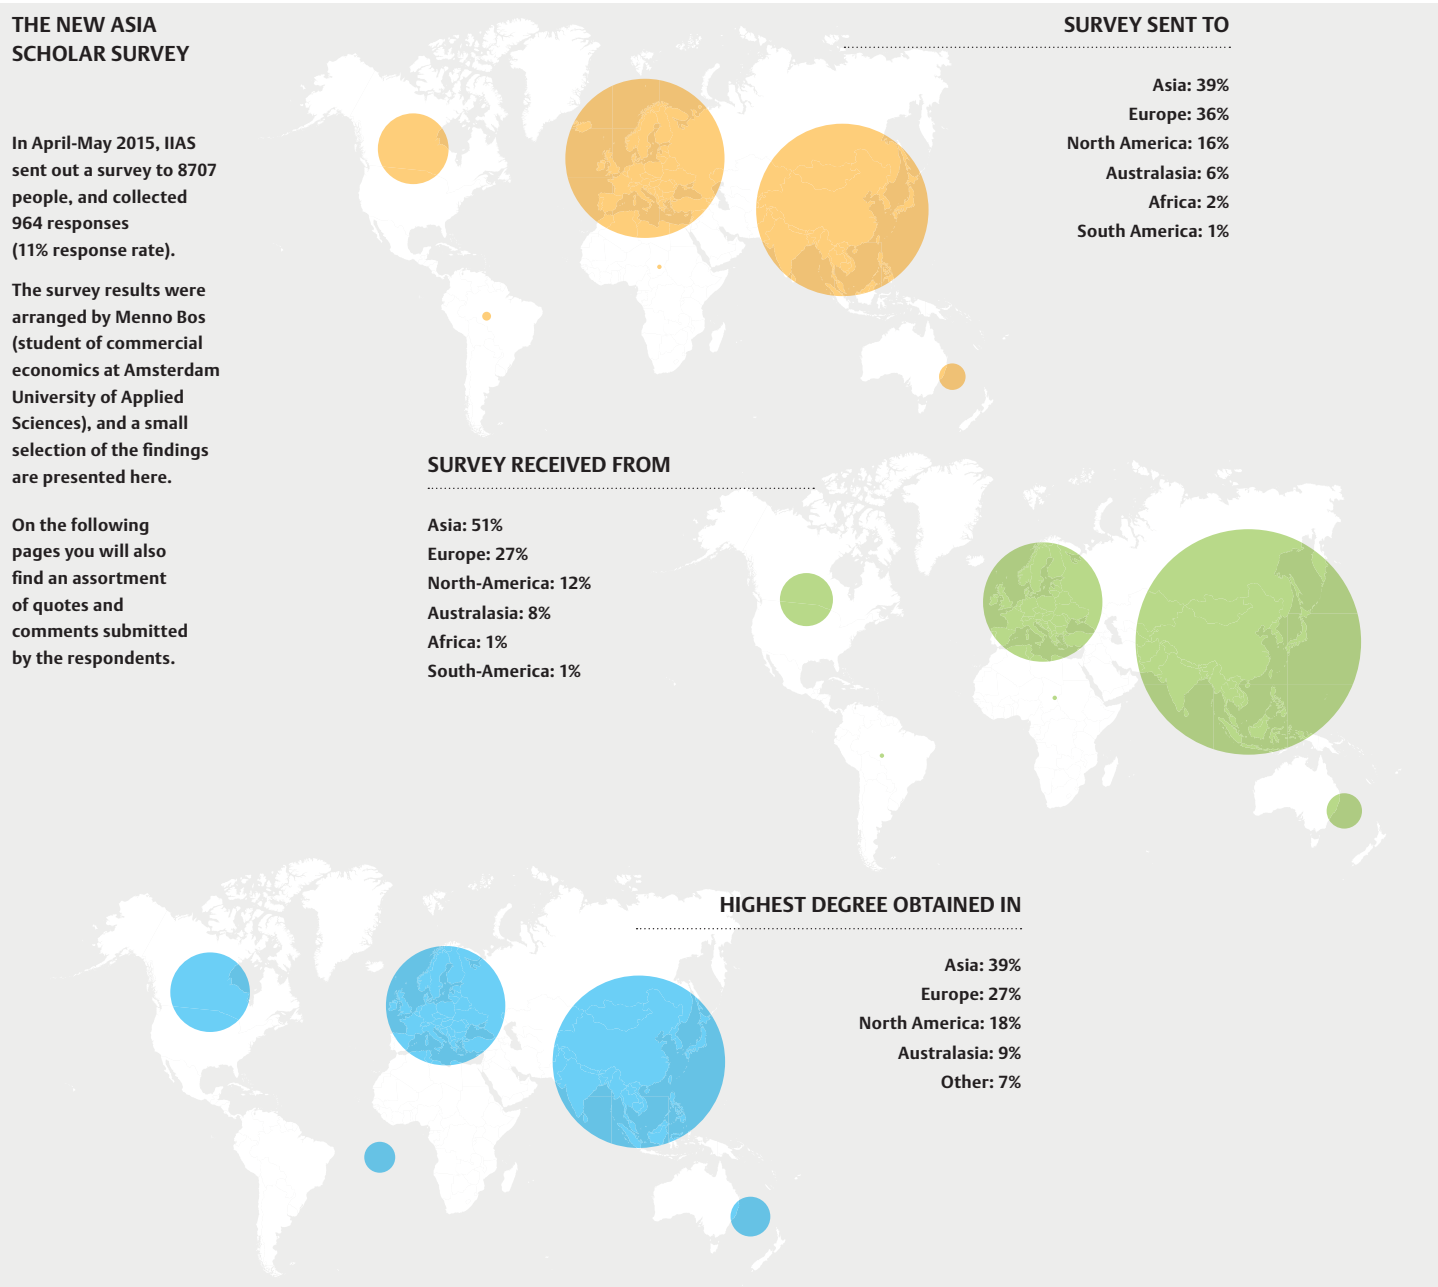 THE NEW ASIA
SCHOLAR SURVEY
In April-May 2015, IIAS
sent out a survey to 8707
people, and collected
964 responses
(11% response rate).
The survey results were
arranged by Menno Bos
(student of commercial
economics at Amsterdam
University of Applied
Sciences), and a small
selection of the findings
are presented here.
On the following
pages you will also
find an assortment
of quotes and
comments submitted
by the respondents.
SURVEY SENT TO
Asia: 39%
Europe: 36%
North America: 16%
Australasia: 6%
Africa: 2%
South America: 1%
SURVEY RECEIVED FROM
Asia: 51%
Europe: 27%
North-America: 12%
Australasia: 8%
Africa: 1%
South-America: 1%
HIGHEST DEGREE OBTAINED IN
Asia: 39%
Europe: 27%
North America: 18%
Australasia: 9%
Other: 7%